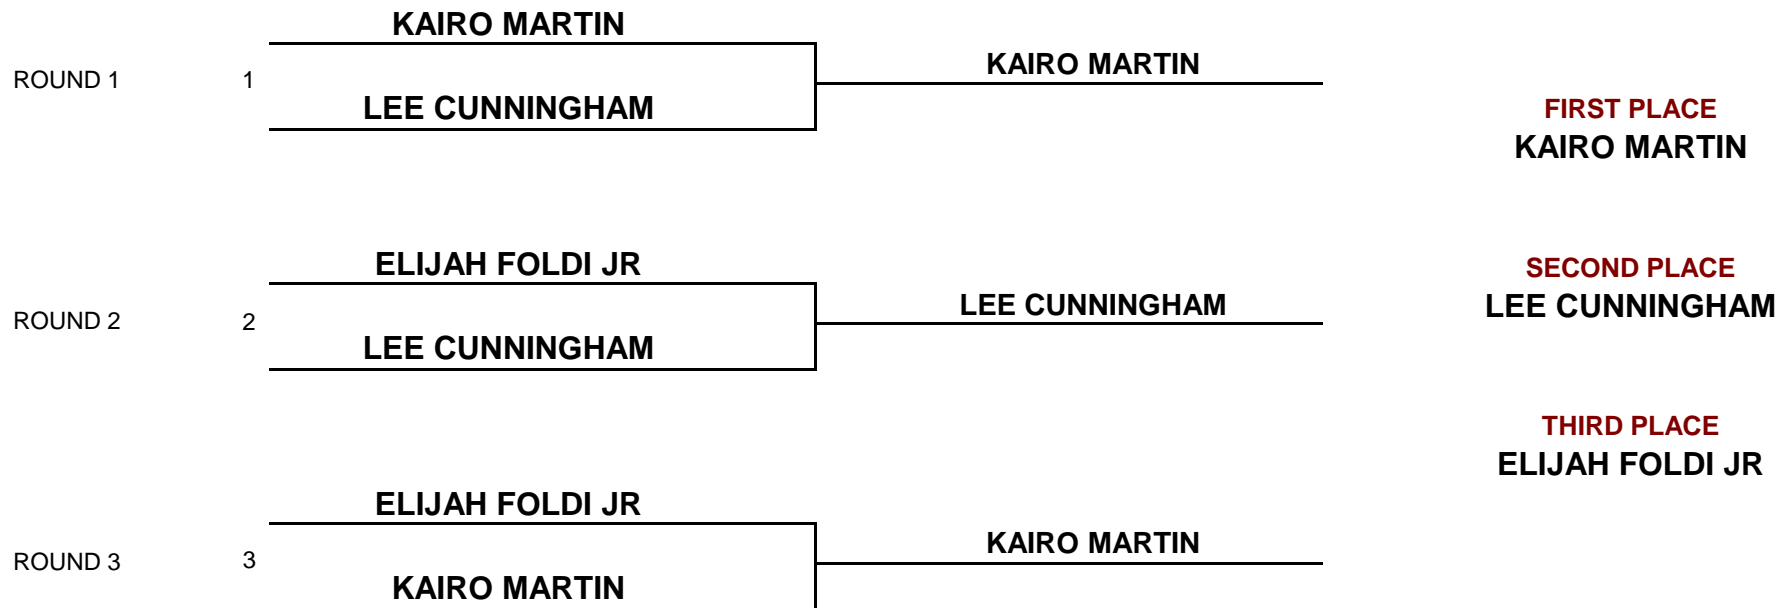 KAIRO MARTIN
ROUND 1 1 KAIRO MARTIN
LEE CUNNINGHAM
FIRST PLACE
KAIRO MARTIN
ELIJAH FOLDI JR
ROUND 2 2 LEE CUNNINGHAM
LEE CUNNINGHAM
SECOND PLACE
LEE CUNNINGHAM
THIRD PLACE
ELIJAH FOLDI JR
ELIJAH FOLDI JR
ROUND 3 3 KAIRO MARTIN
KAIRO MARTIN